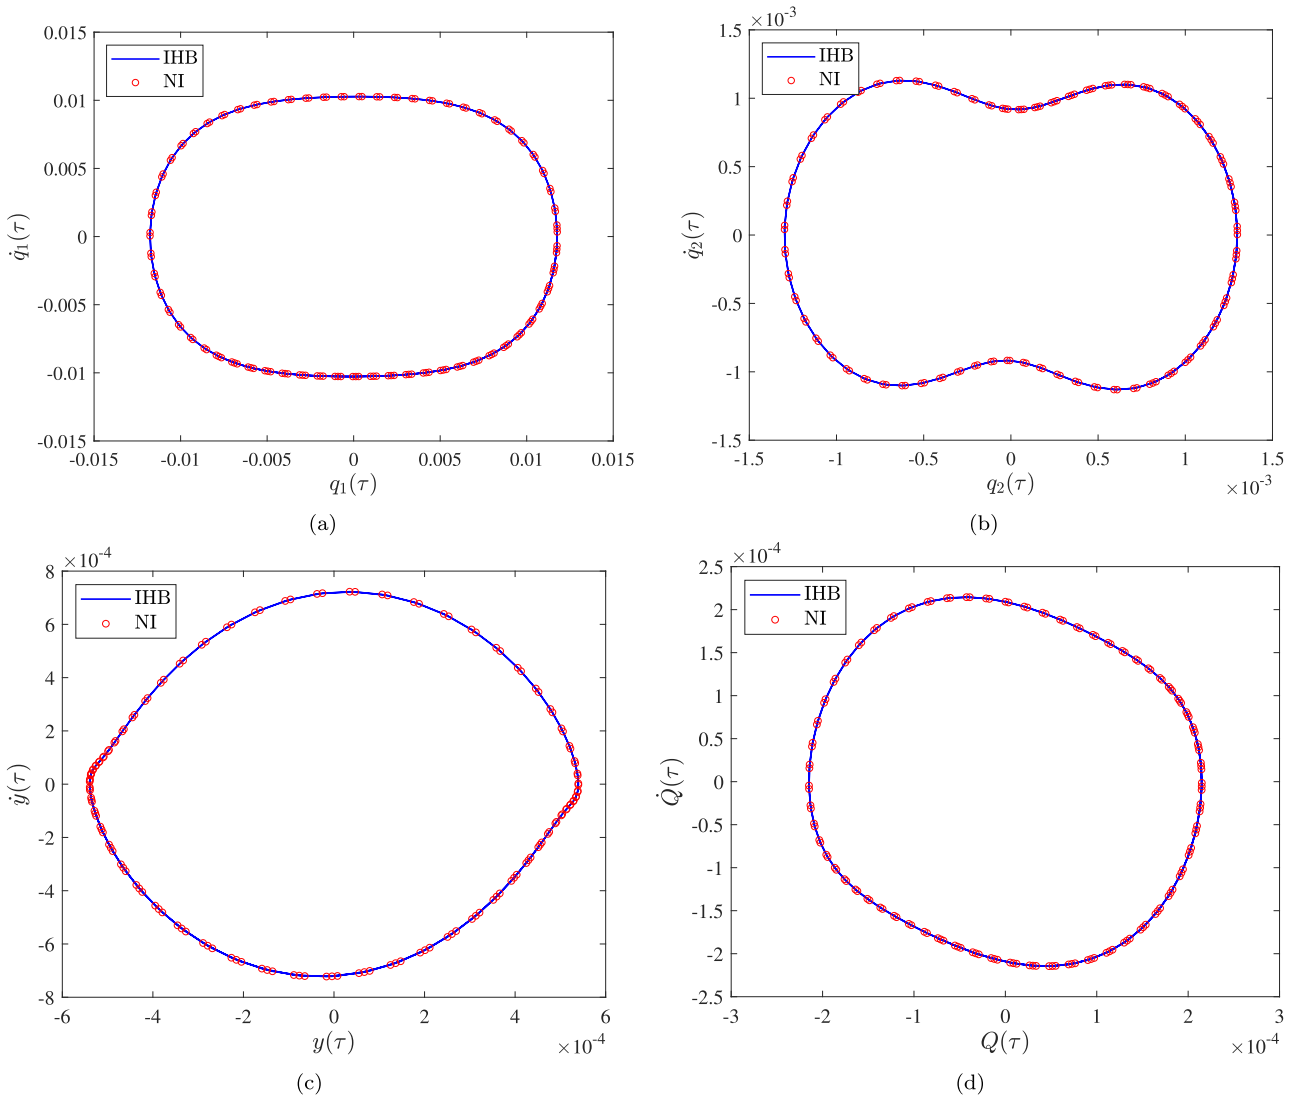 0.015
0.01
0.005
0
-0.005
-0.01
-0.015
-0.015 -0.01 -0.005 0 0.005 0.01 0.015
q̇₁(τ)
q₁(τ)
IHB
NI
(a)
×10⁻³
1.5
1
0.5
0
-0.5
-1
-1.5
-1.5 -1 -0.5 0 0.5 1 1.5
×10⁻³
q̇₂(τ)
q₂(τ)
IHB
NI
(b)
×10⁻⁴
8
6
4
2
0
-2
-4
-6
-8
-6 -4 -2 0 2 4 6
×10⁻⁴
ẏ(τ)
y(τ)
IHB
NI
(c)
×10⁻⁴
2.5
2
1.5
1
0.5
0
-0.5
-1
-1.5
-2
-2.5
-3 -2 -1 0 1 2 3
×10⁻⁴
Q̇(τ)
Q(τ)
IHB
NI
(d)